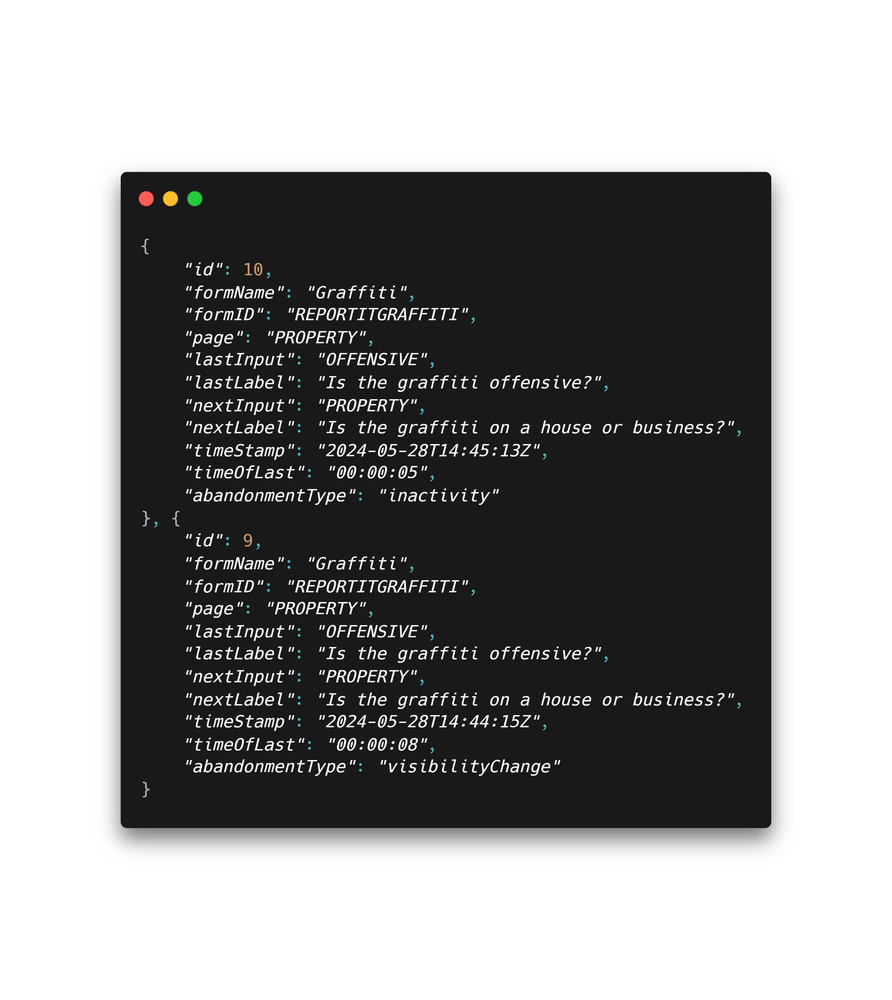 {
    "id": 10,
    "formName": "Graffiti",
    "formID": "REPORTITGRAFFITI",
    "page": "PROPERTY",
    "lastInput": "OFFENSIVE",
    "lastLabel": "Is the graffiti offensive?",
    "nextInput": "PROPERTY",
    "nextLabel": "Is the graffiti on a house or business?",
    "timeStamp": "2024-05-28T14:45:13Z",
    "timeOfLast": "00:00:05",
    "abandonmentType": "inactivity"
}, {
    "id": 9,
    "formName": "Graffiti",
    "formID": "REPORTITGRAFFITI",
    "page": "PROPERTY",
    "lastInput": "OFFENSIVE",
    "lastLabel": "Is the graffiti offensive?",
    "nextInput": "PROPERTY",
    "nextLabel": "Is the graffiti on a house or business?",
    "timeStamp": "2024-05-28T14:44:15Z",
    "timeOfLast": "00:00:08",
    "abandonmentType": "visibilityChange"
}